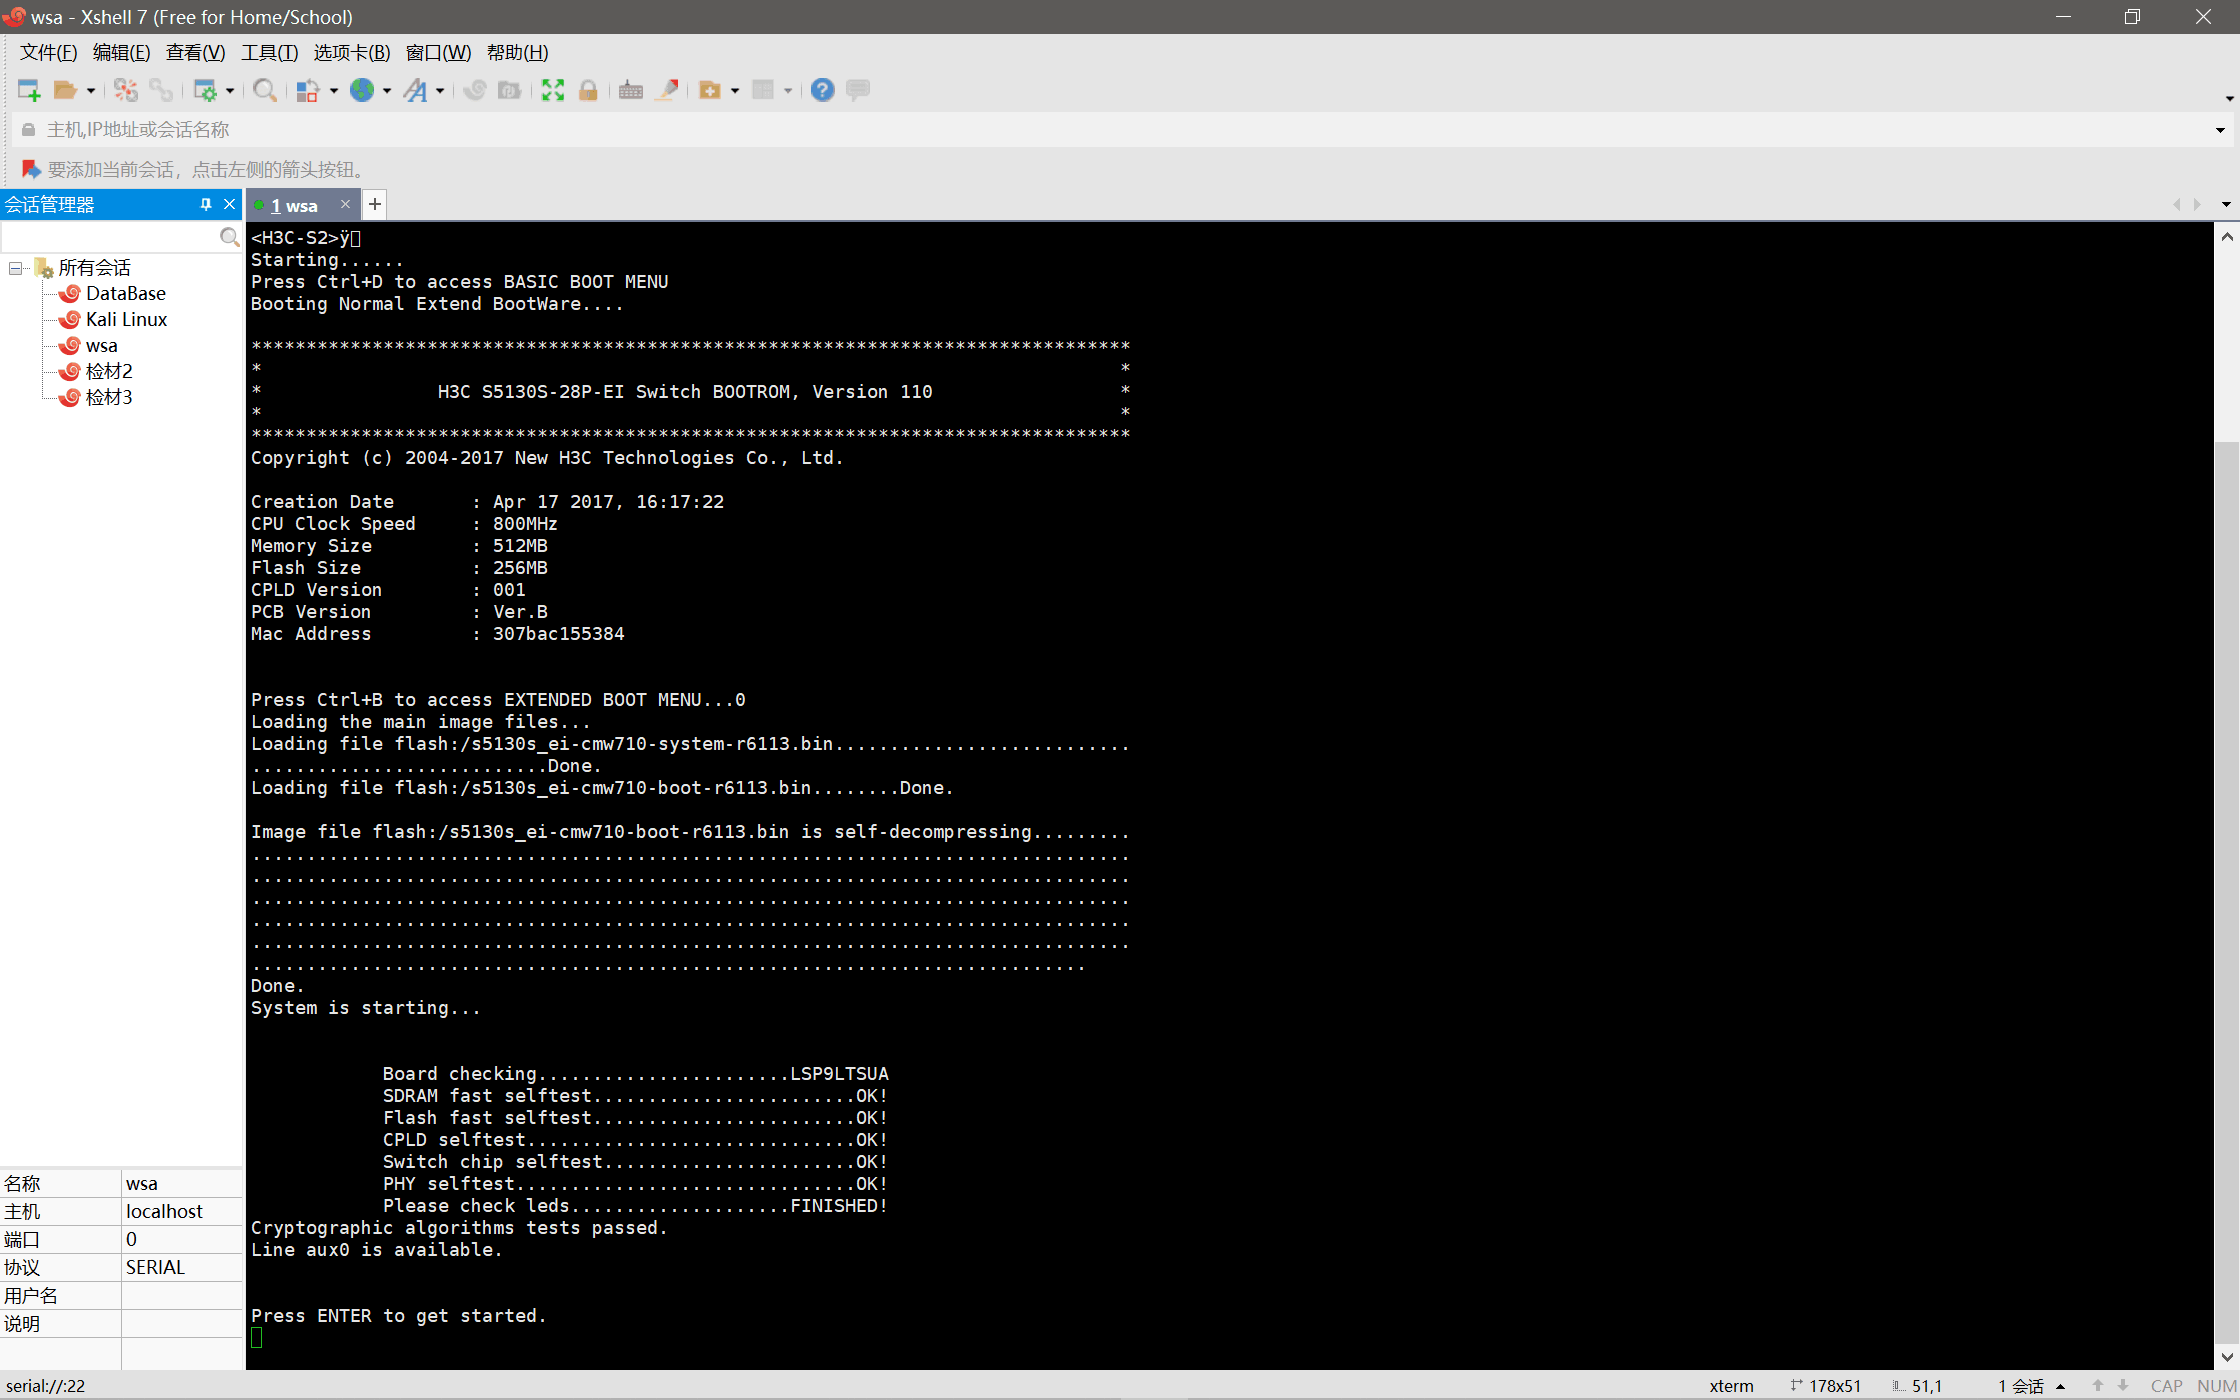 wsa - Xshell 7 (Free for Home/School)
文件(F) 编辑(E) 查看(V) 工具(T) 选项卡(B) 窗口(W) 帮助(H)
主机,IP地址或会话名称
要添加当前会话，点击左侧的箭头按钮。
会话管理器
1 wsa
所有会话
DataBase
Kali Linux
wsa
检材2
检材3
<H3C-S2>ÿ
Starting......
Press Ctrl+D to access BASIC BOOT MENU
Booting Normal Extend BootWare....
********************************************************************************
* *
* H3C S5130S-28P-EI Switch BOOTROM, Version 110 *
* *
********************************************************************************
Copyright (c) 2004-2017 New H3C Technologies Co., Ltd.
Creation Date : Apr 17 2017, 16:17:22
CPU Clock Speed : 800MHz
Memory Size : 512MB
Flash Size : 256MB
CPLD Version : 001
PCB Version : Ver.B
Mac Address : 307bac155384
Press Ctrl+B to access EXTENDED BOOT MENU...0
Loading the main image files...
Loading file flash:/s5130s_ei-cmw710-system-r6113.bin...........................
...........................Done.
Loading file flash:/s5130s_ei-cmw710-boot-r6113.bin........Done.
Image file flash:/s5130s_ei-cmw710-boot-r6113.bin is self-decompressing.........
................................................................................
................................................................................
................................................................................
................................................................................
................................................................................
............................................................................
Done.
System is starting...
Board checking.......................LSP9LTSUA
SDRAM fast selftest........................OK!
Flash fast selftest........................OK!
CPLD selftest..............................OK!
Switch chip selftest.......................OK!
PHY selftest...............................OK!
Please check leds....................FINISHED!
Cryptographic algorithms tests passed.
Line aux0 is available.
Press ENTER to get started.
名称 wsa
主机 localhost
端口 0
协议 SERIAL
用户名
说明
serial://:22 xterm 178x51 51,1 1 会话 CAP NUM